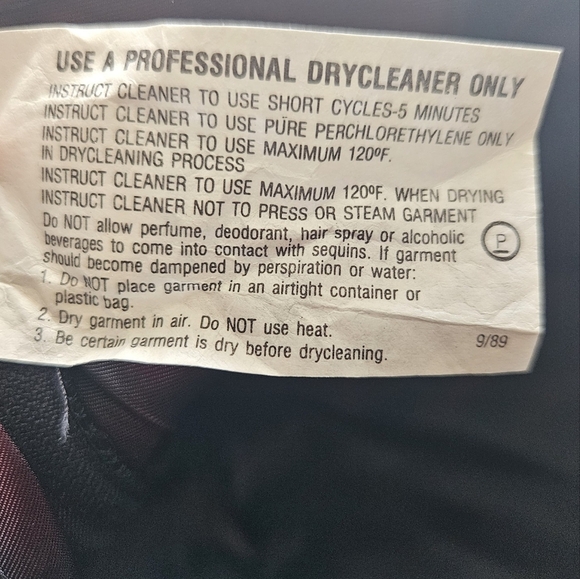 USE A PROFESSIONAL DRYCLEANER ONLY
INSTRUCT CLEANER TO USE SHORT CYCLES-5 MINUTES
INSTRUCT CLEANER TO USE PURE PERCHLORETHYLENE ONLY
INSTRUCT CLEANER TO USE MAXIMUM 120ºF.
IN DRYCLEANING PROCESS
INSTRUCT CLEANER TO USE MAXIMUM 120ºF. WHEN DRYING
INSTRUCT CLEANER NOT TO PRESS OR STEAM GARMENT
Do NOT allow perfume, deodorant, hair spray or alcoholic
beverages to come into contact with sequins. If garment
should become dampened by perspiration or water:
P
1. Do NOT place garment in an airtight container or
plastic bag.
2. Dry garment in air. Do NOT use heat.
3. Be certain garment is dry before drycleaning.
9/89